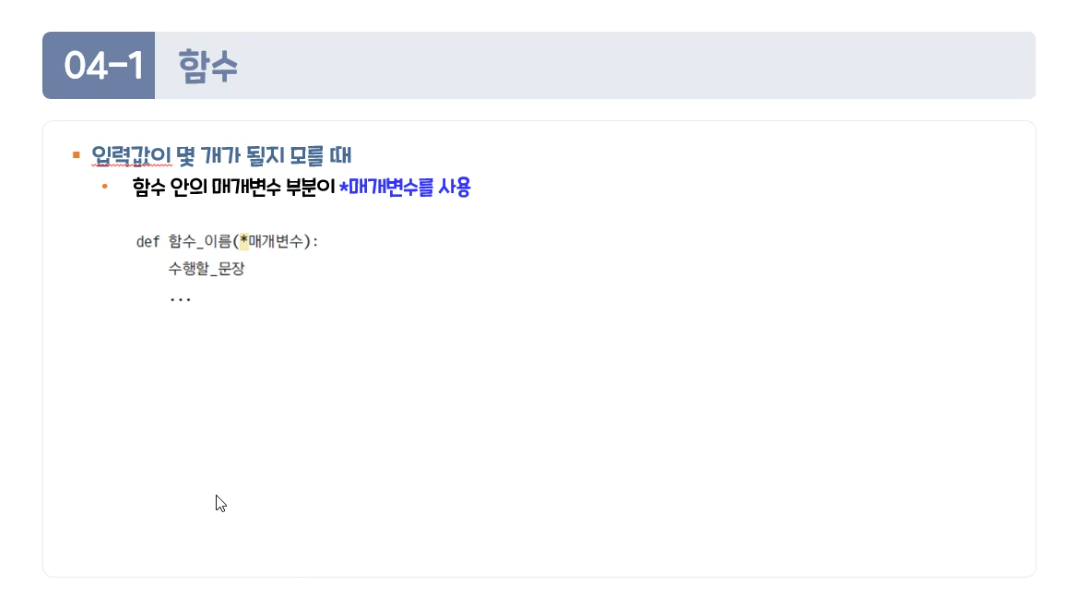 04-1 함수
입력값이 몇 개가 될지 모를 때
함수 안의 매개변수 부분이 *매개변수를 사용
def 함수_이름(*매개변수):
수행할_문장
...